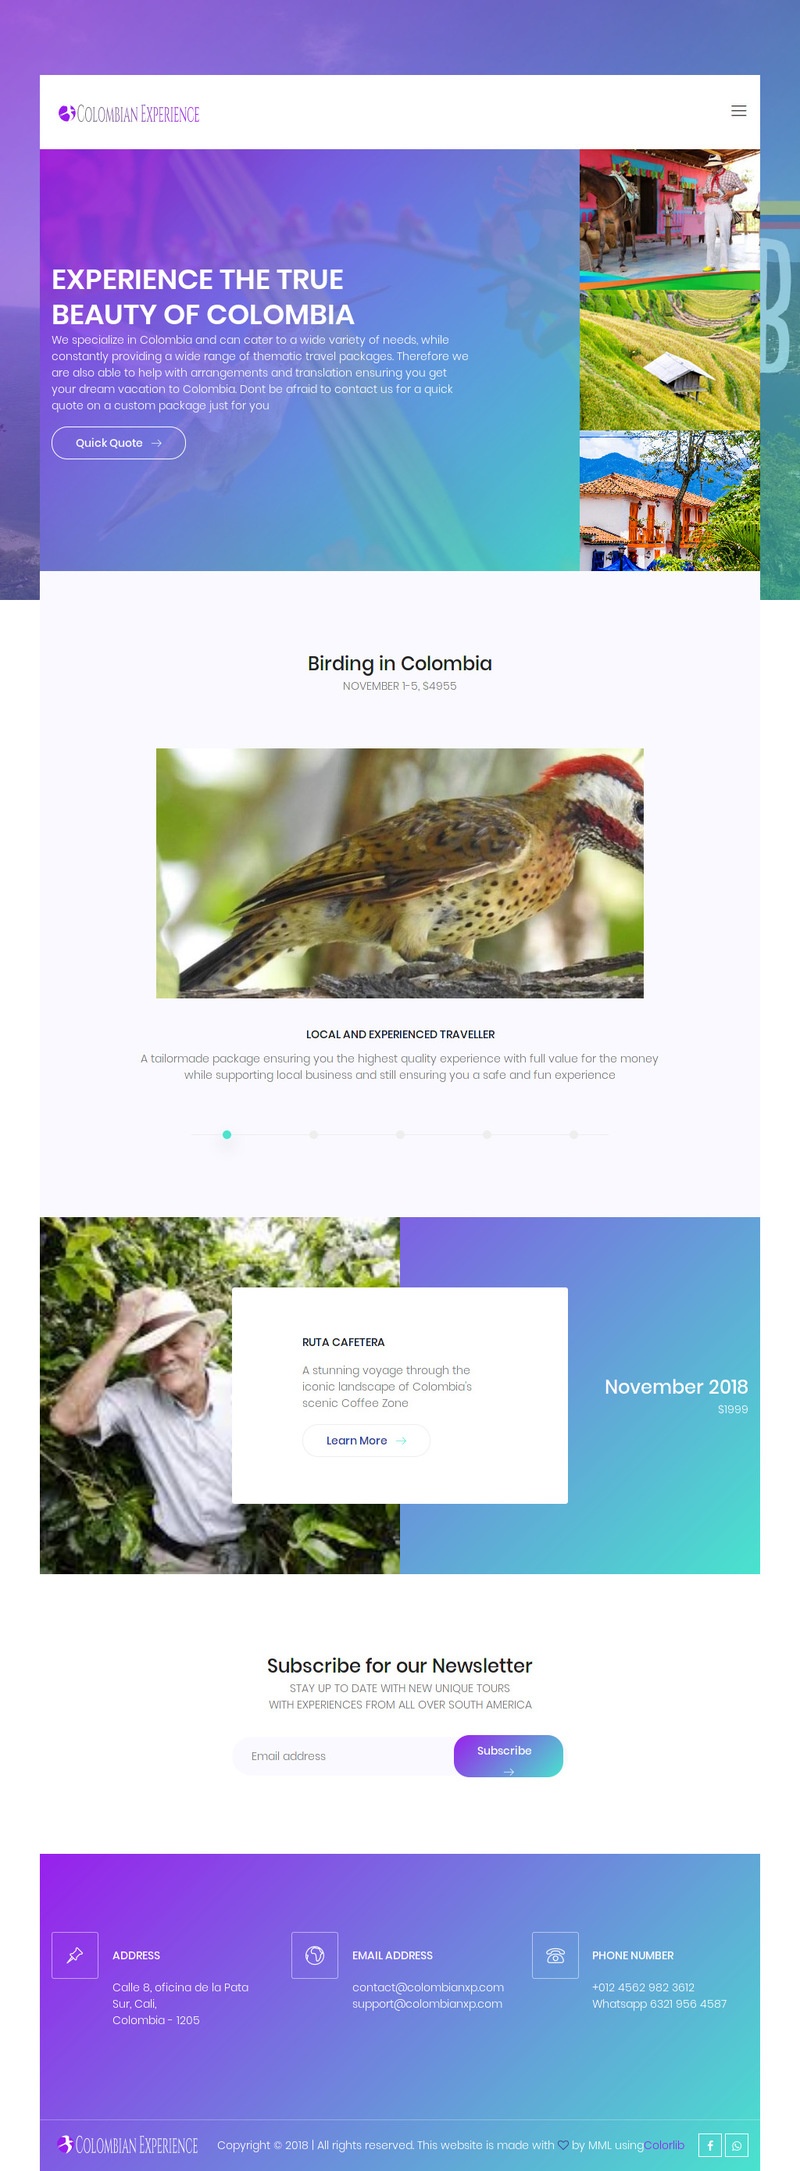 COLOMBIAN EXPERIENCE
B
EXPERIENCE THE TRUE
BEAUTY OF COLOMBIA
We specialize in Colombia and can cater to a wide variety of needs, while
constantly providing a wide range of thematic travel packages. Therefore we
are also able to help with arrangements and translation ensuring you get
your dream vacation to Colombia. Dont be afraid to contact us for a quick
quote on a custom package just for you
Quick Quote
Birding in Colombia
NOVEMBER 1-5, $4955
LOCAL AND EXPERIENCED TRAVELLER
A tailormade package ensuring you the highest quality experience with full value for the money
while supporting local business and still ensuring you a safe and fun experience
RUTA CAFETERA
A stunning voyage through the
iconic landscape of Colombia's
scenic Coffee Zone
Learn More
November 2018
$1999
Subscribe for our Newsletter
STAY UP TO DATE WITH NEW UNIQUE TOURS
WITH EXPERIENCES FROM ALL OVER SOUTH AMERICA
Email address
Subscribe
ADDRESS
Calle 8, oficina de la Pata
Sur, Cali,
Colombia - 1205
EMAIL ADDRESS
contact@colombianxp.com
support@colombianxp.com
PHONE NUMBER
+012 4562 982 3612
Whatsapp 6321 956 4587
COLOMBIAN EXPERIENCE
Copyright © 2018 | All rights reserved. This website is made with ♡ by MML usingColorlib